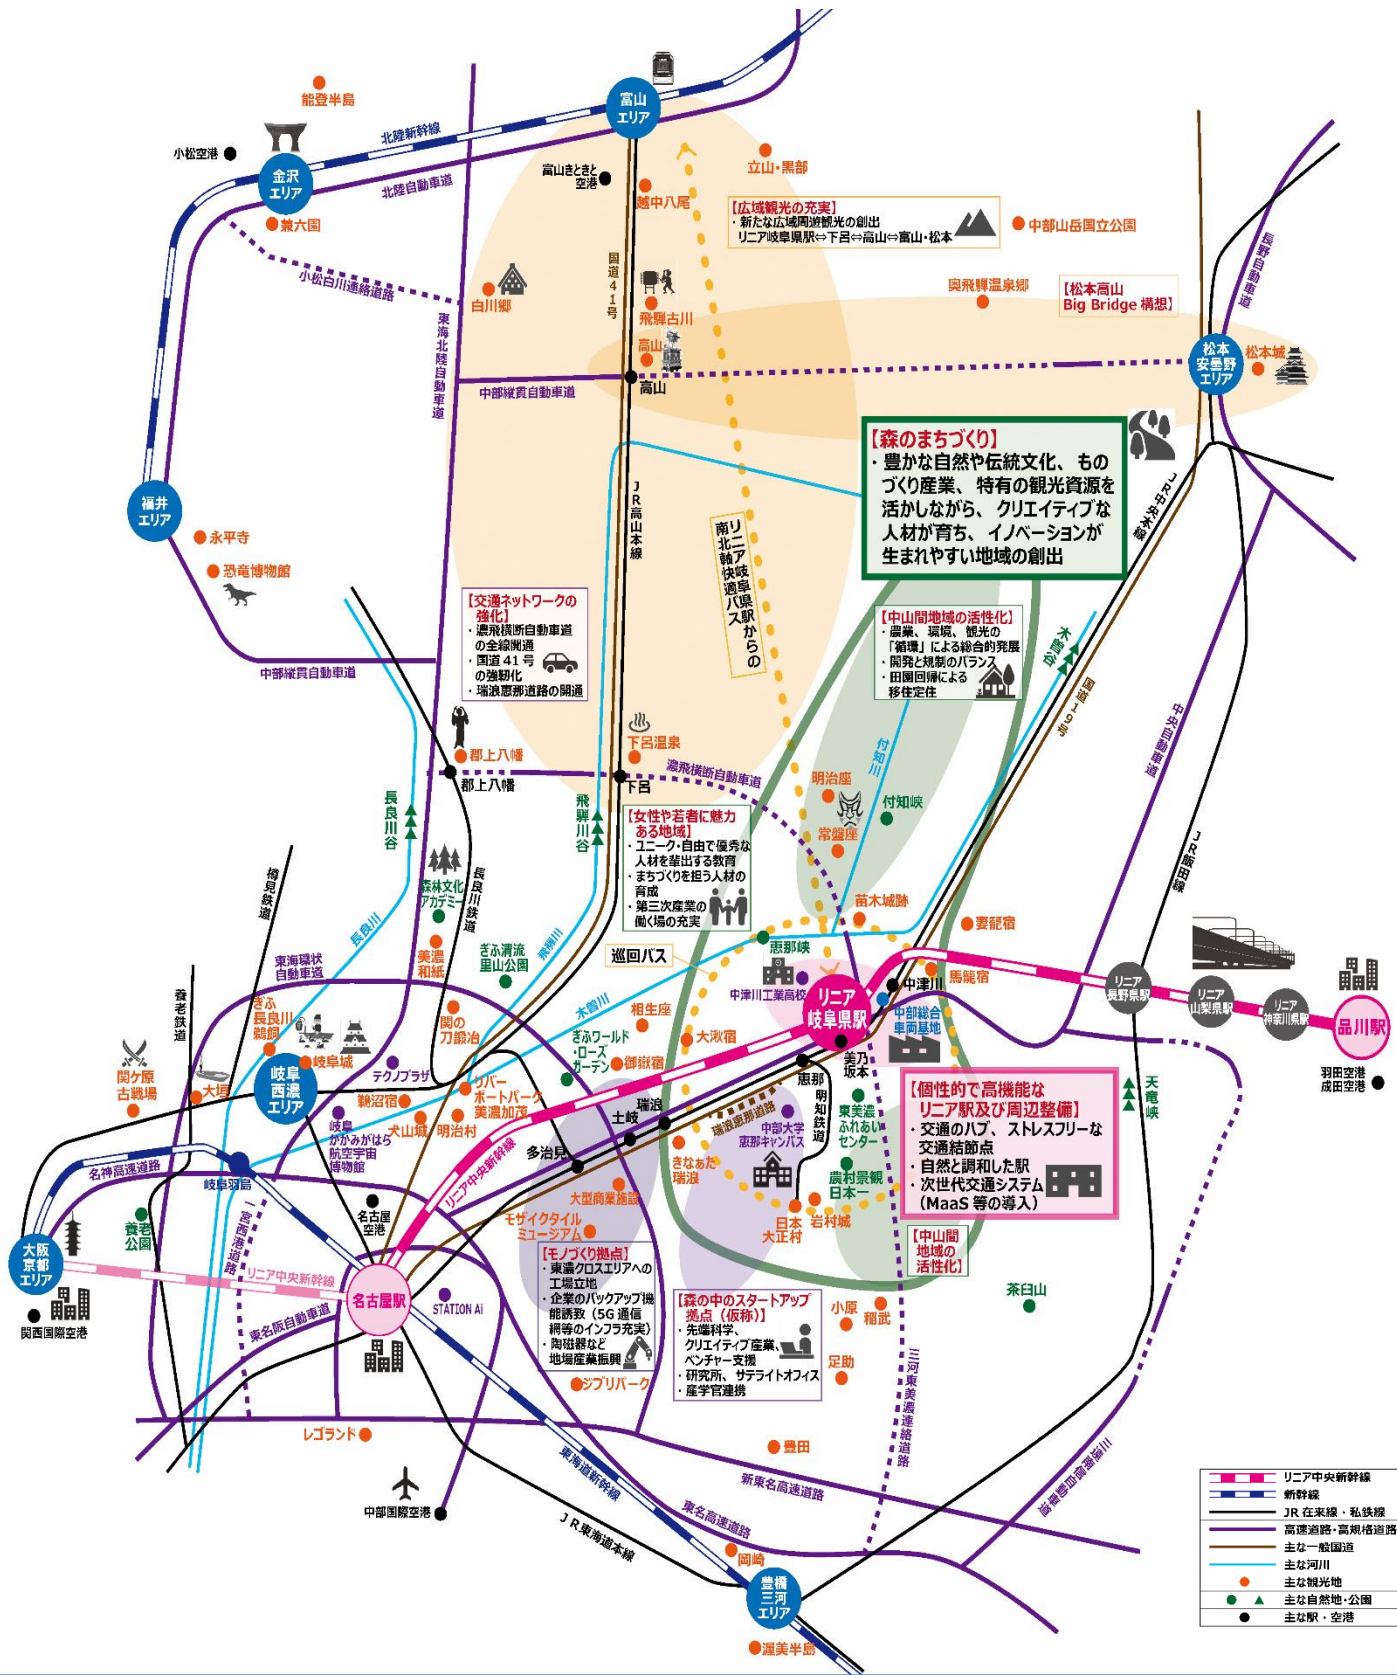 富山
エリア
能登半島
北陸新幹線
小松空港
金沢
エリア
北陸自動車道
富山きときと
空港
立山・黒部
越中八尾
兼六園
【広域観光の充実】
・新たな広域周遊観光の創出
リニア岐阜県駅⇔下呂⇔高山⇔富山・松本
中部山岳国立公園
長野自動車道
小松白川連絡道路
国道41号
白川郷
飛騨古川
奥飛騨温泉郷
【松本高山
Big Bridge 構想】
東海北陸自動車道
高山
松本
安曇野
エリア
松本城
中部縦貫自動車道
高山
【森のまちづくり】
・豊かな自然や伝統文化、もの
づくり産業、特有の観光資源を
活かしながら、クリエイティブな
人材が育ち、イノベーションが
生まれやすい地域の創出
福井
エリア
永平寺
恐竜博物館
JR高山本線
リニア岐阜県駅からの
南北軸快適バス
JR中央本線
【交通ネットワークの
強化】
・濃飛横断自動車道
の全線開通
・国道 41 号
の強靭化
・瑞浪恵那道路の開通
【中山間地域の活性化】
・農業、環境、観光の
「循環」による総合的発展
・開発と規制のバランス
・田園回帰による
移住定住
木曽谷
国道19号
中部縦貫自動車道
中央自動車道
郡上八幡
郡上八幡
下呂温泉
下呂
濃飛横断自動車道
付知川
明治座
付知峡
常盤座
長良川谷
飛騨川谷
【女性や若者に魅力
ある地域】
・ユニーク・自由で優秀な
人材を輩出する教育
・まちづくりを担う人材の
育成
・第三次産業の
働く場の充実
JR飯田線
樽見鉄道
森林文化
アカデミー
長良川鉄道
長良川
美濃
和紙
ぎふ清流
里山公園
飛騨川
苗木城跡
妻籠宿
恵那峡
巡回バス
東海環状
自動車道
養老鉄道
中津川工業高校
リニア
岐阜県駅
中津川
馬籠宿
リニア
長野県駅
リニア
山梨県駅
リニア
神奈川県駅
品川駅
ぎふ
長良川
鵜飼
岐阜城
関の
刀鍛冶
木曽川
相生座
大湫宿
中部総合
車両基地
美乃
坂本
羽田空港
成田空港
関ケ原
古戦場
大垣
岐阜
西濃
エリア
テクノプラザ
鵜沼宿
犬山城
明治村
リバー
ポートパーク
美濃加茂
ぎふワールド
・ローズ
ガーデン
御嶽宿
恵那
明知鉄道
瑞浪恵那道路
瑞浪
土岐
中部大学
恵那キャンパス
東美濃
ふれあい
センター
天竜峡
【個性的で高機能な
リニア駅及び周辺整備】
・交通のハブ、ストレスフリーな
交通結節点
・自然と調和した駅
・次世代交通システム
（MaaS 等の導入）
岐阜
かかみがはら
航空宇宙
博物館
多治見
きなぁた
瑞浪
農村景観
日本一
名神高速道路
岐阜羽島
リニア中央新幹線
名古屋
空港
大型商業施設
岩村城
日本
大正村
養老
公園
一宮西港道路
モザイクタイル
ミュージアム
【中山間
地域の
活性化】
大阪
京都
エリア
リニア中央新幹線
名古屋駅
STATION Ai
【モノづくり拠点】
・東濃クロスエリアへの
工場立地
・企業のバックアップ機
能誘致（5G 通信
網等のインフラ充実）
・陶磁器など
地場産業振興
【森の中のスタートアップ
拠点（仮称）】
・先端科学、
クリエイティブ産業、
ベンチャー支援
・研究所、サテライトオフィス
・産学官連携
小原
稲武
足助
茶臼山
関西国際空港
東名阪自動車道
ジブリパーク
三河東美濃連絡道路
レゴランド
豊田
新東名高速道路
三遠南信自動車道
東海道新幹線
中部国際空港
JR東海道本線
東名高速道路
岡崎
豊橋
三河
エリア
渥美半島
リニア中央新幹線
新幹線
JR 在来線・私鉄線
高速道路・高規格道路
主な一般国道
主な河川
主な観光地
主な自然地・公園
主な駅・空港